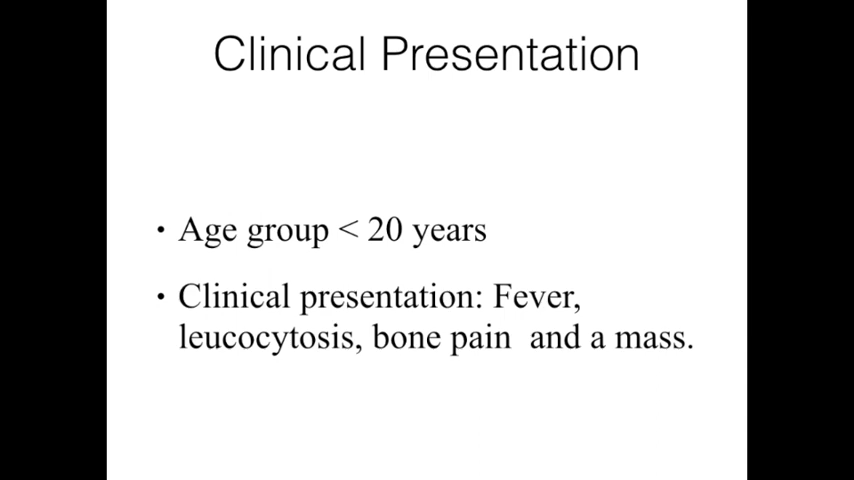 Clinical Presentation
• Age group < 20 years
• Clinical presentation: Fever,
leucocytosis, bone pain and a mass.